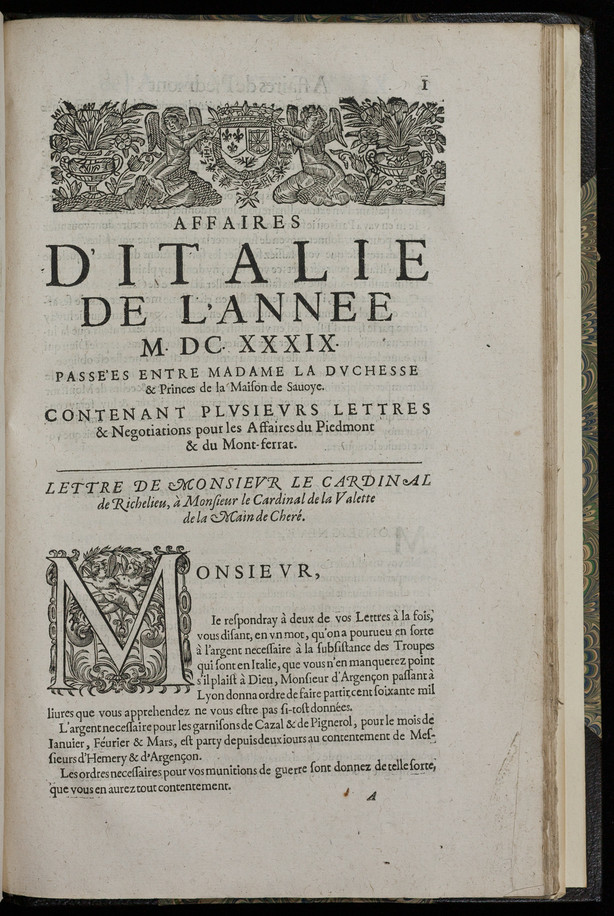 1
AFFAIRES
D'ITALIE
DE L'ANNEE
M. DC. XXXIX.
PASSE'ES ENTRE MADAME LA DVCHESSE
& Princes de la Maiſon de Sauoye.
CONTENANT PLVSIEVRS LETTRES
& Negotiations pour les Affaires du Piedmont
& du Mont-ferrat.
LETTRE DE MONSIEVR LE CARDINAL
de Richelieu, à Monſieur le Cardinal de la Valette
de la Main de Cheré.
MONSIEVR,
Ie reſpondray à deux de vos Lettres à la fois,
vous diſant, en vn mot, qu'on a pourueu en ſorte
à l'argent neceſſaire à la ſubſiſtance des Troupes
qui ſont en Italie, que vous n'en manquerez point
s'il plaiſt à Dieu, Monſieur d'Argençon paſſant à
Lyon donna ordre de faire partir cent ſoixante mil
liures que vous apprehendez ne vous eſtre pas ſi-toſt données.
L'argent neceſſaire pour les garniſons de Cazal & de Pignerol, pour le mois de
Ianuier, Février & Mars, eſt party depuis deux iours au contentement de Meſ-
ſieurs d'Hemery & d'Argençon.
Les ordres neceſſaires pour vos munitions de guerre ſont donnez de telle ſorte,
que vous en aurez tout contentement.
A